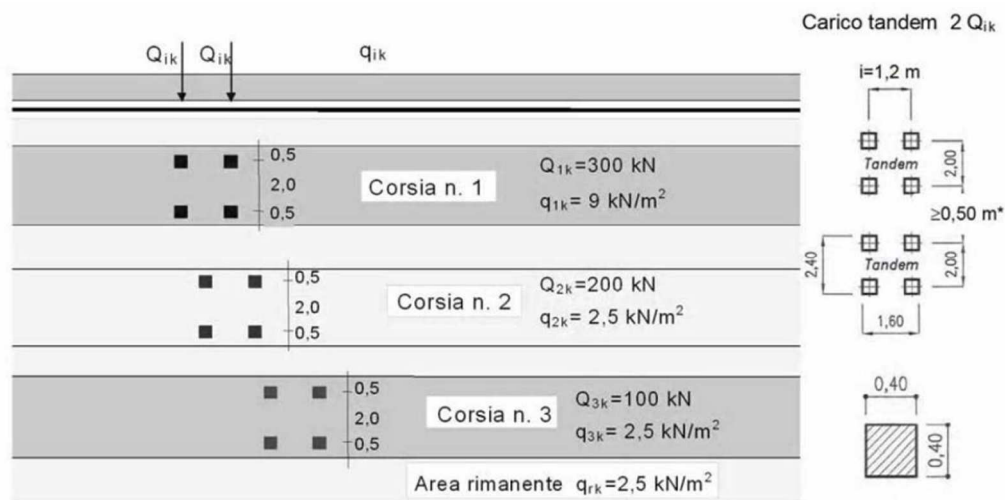 Carico tandem 2 Qik
Qik Qik qik
i=1,2 m
0,5
2,0
0,5
Corsia n. 1
Q1k=300 kN
q1k= 9 kN/m²
Tandem
2,00
≥0,50 m*
0,5
2,0
0,5
Corsia n. 2
Q2k=200 kN
q2k= 2,5 kN/m²
2,40
Tandem
2,00
1,60
0,5
2,0
0,5
Corsia n. 3
Q3k=100 kN
q3k= 2,5 kN/m²
0,40
0,40
Area rimanente qrk=2,5 kN/m²